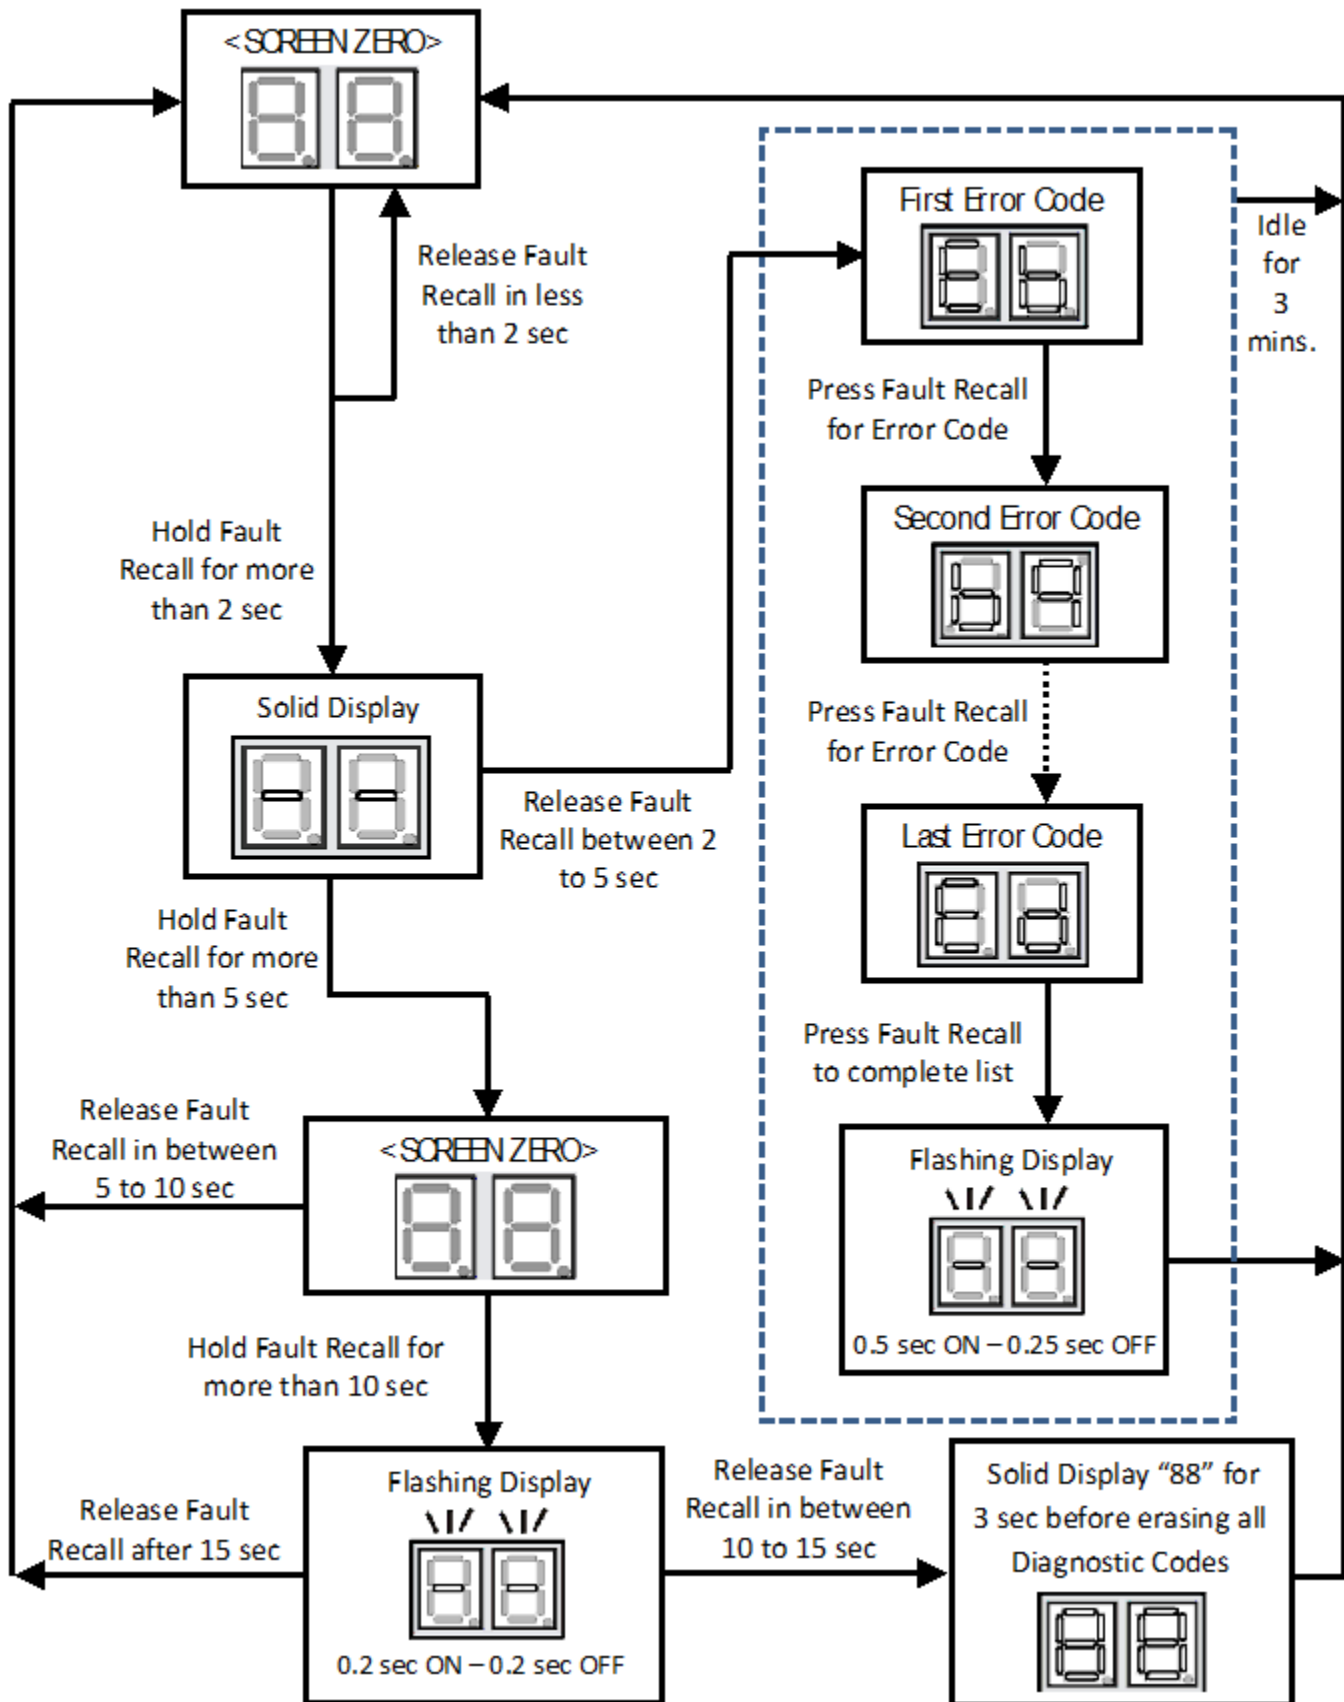 <SCREEN ZERO>
Release Fault
Recall in less
than 2 sec
Hold Fault
Recall for more
than 2 sec
Solid Display
- -
Release Fault
Recall between 2
to 5 sec
Hold Fault
Recall for more
than 5 sec
<SCREEN ZERO>
Release Fault
Recall in between
5 to 10 sec
Hold Fault Recall for
more than 10 sec
Flashing Display
- -
0.2 sec ON – 0.2 sec OFF
Release Fault
Recall after 15 sec
Release Fault
Recall in between
10 to 15 sec
Solid Display “88” for
3 sec before erasing all
Diagnostic Codes
88
First Error Code
Eb
Press Fault Recall
for Error Code
Second Error Code
b4
Press Fault Recall
for Error Code
Last Error Code
Ed
Press Fault Recall
to complete list
Flashing Display
- -
0.5 sec ON – 0.25 sec OFF
Idle
for
3
mins.